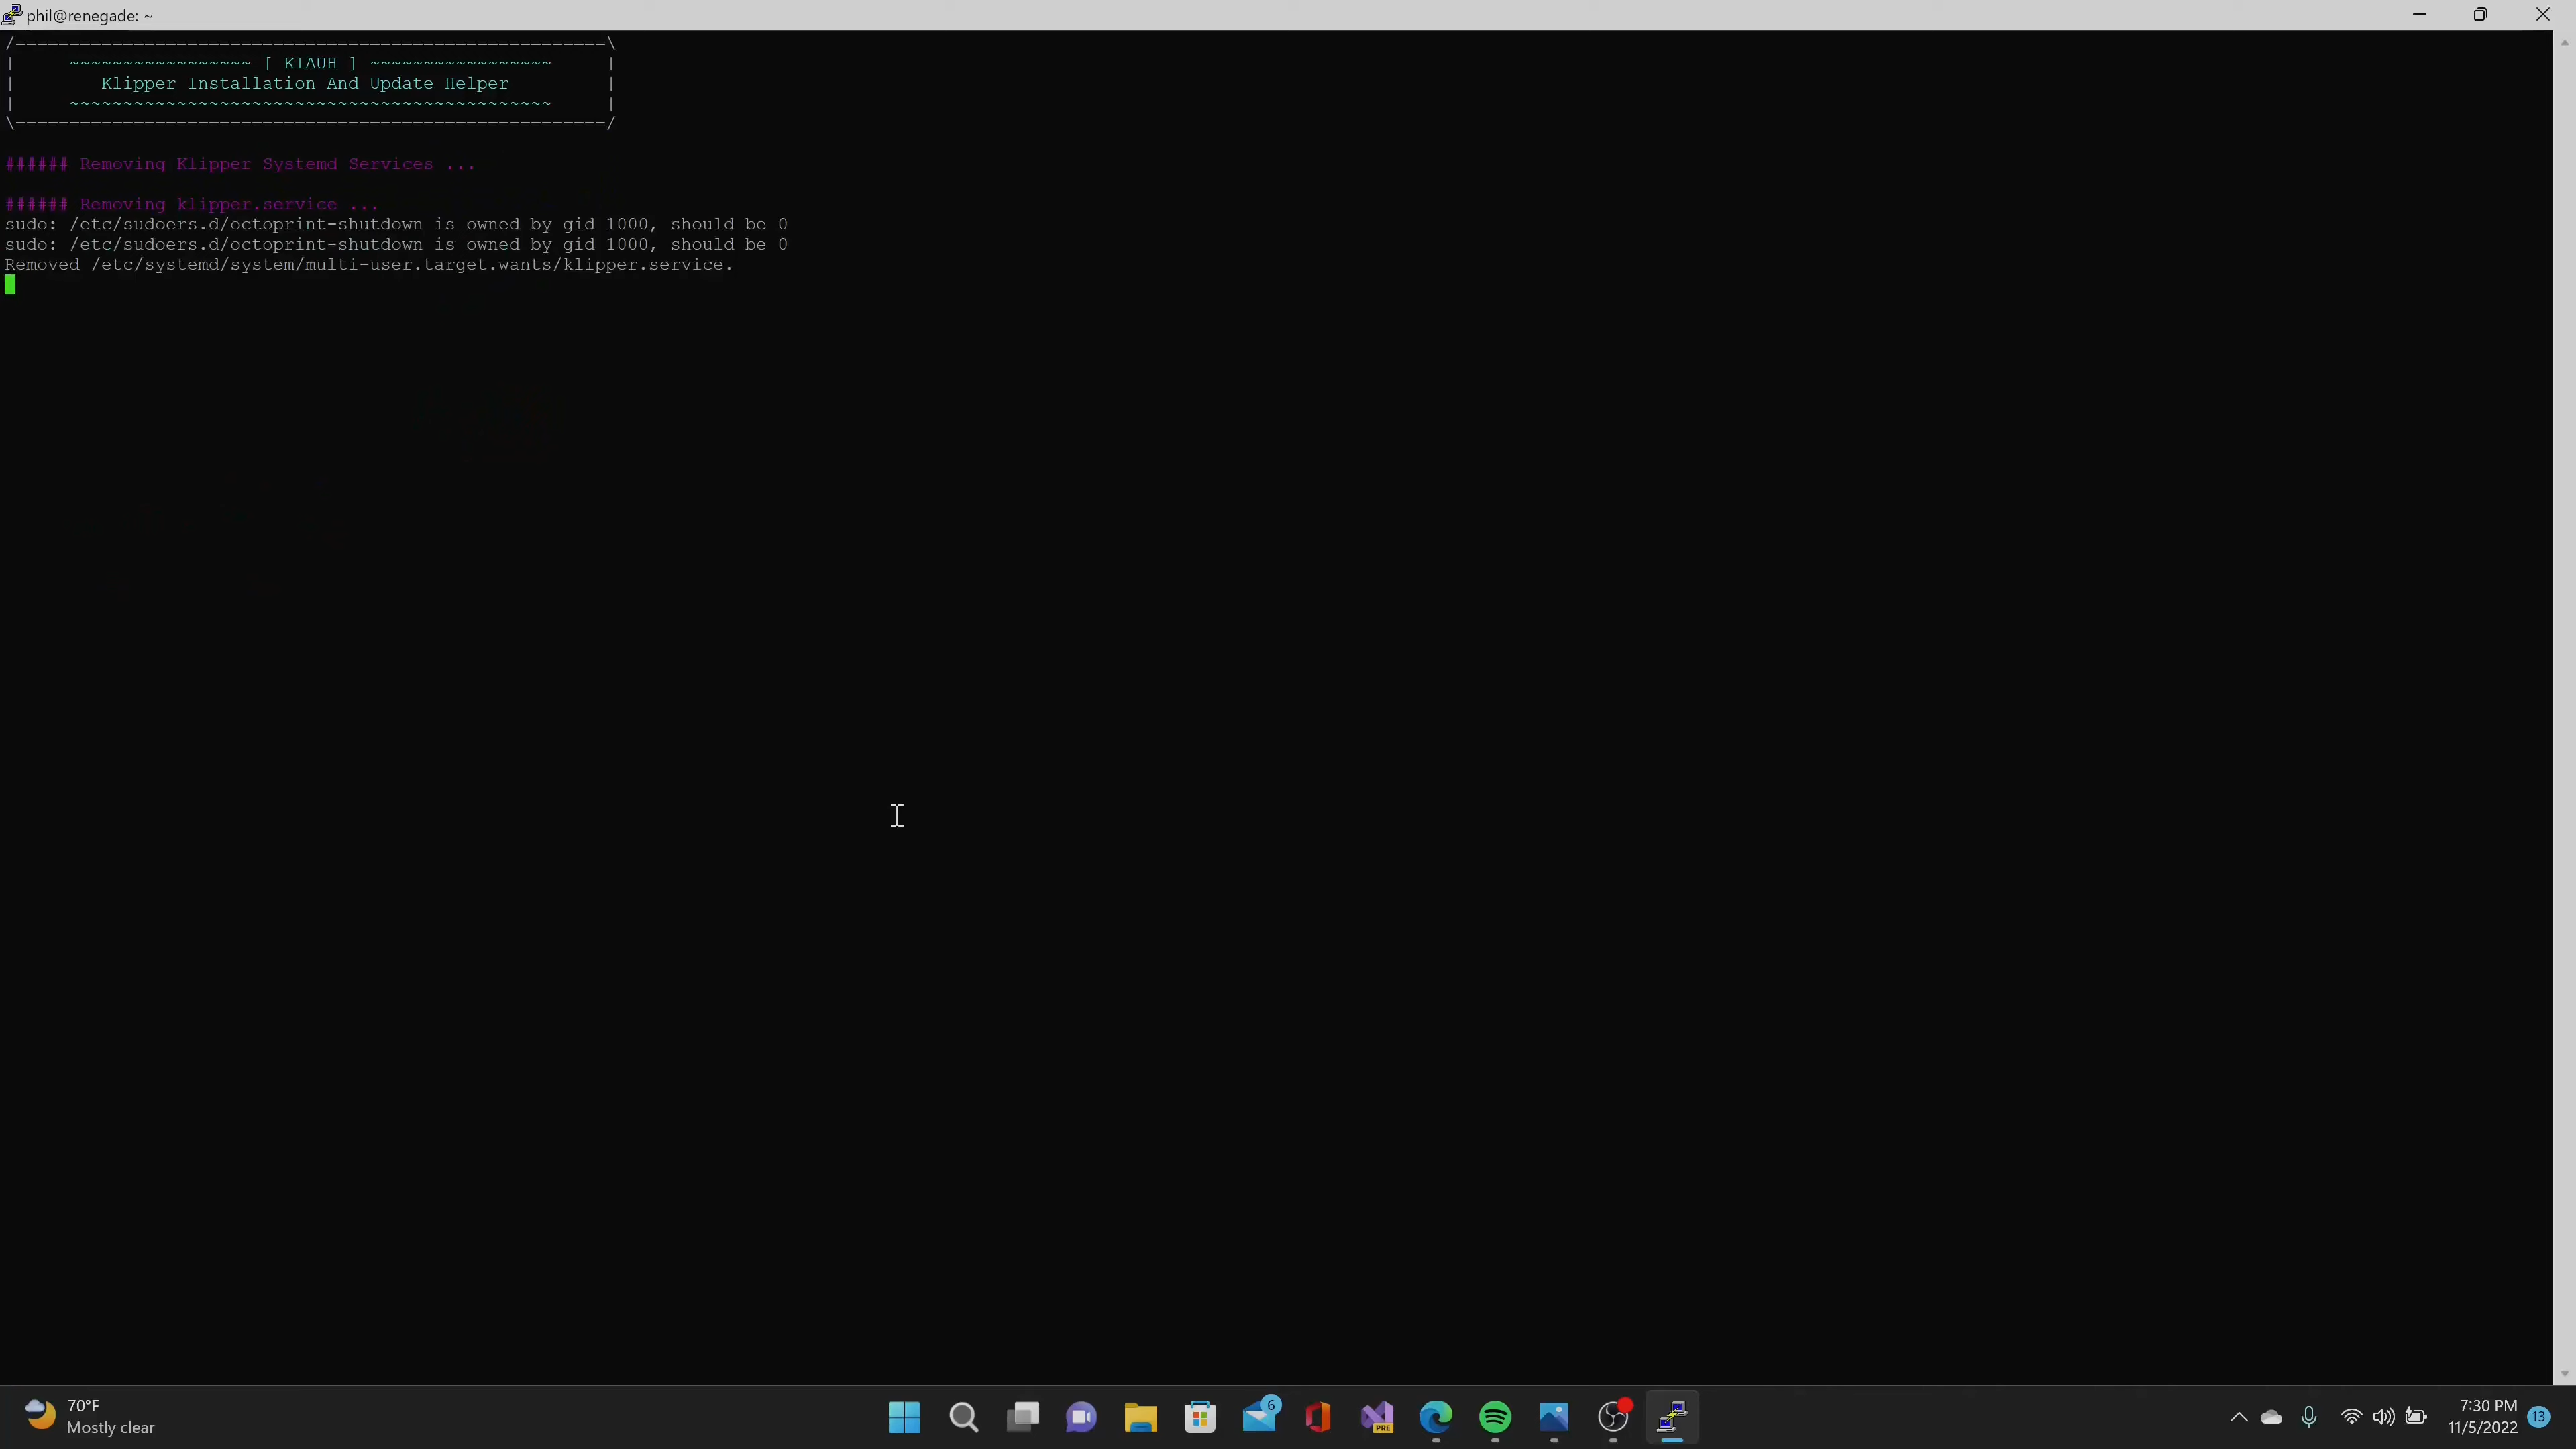 phil@renegade: ~
/=======================================================\
|     ~~~~~~~~~~~~~~~~~ [ KIAUH ] ~~~~~~~~~~~~~~~~~     |
|        Klipper Installation And Update Helper         |
|     ~~~~~~~~~~~~~~~~~~~~~~~~~~~~~~~~~~~~~~~~~~~~~     |
\=======================================================/
###### Removing Klipper Systemd Services ...
###### Removing klipper.service ...
sudo: /etc/sudoers.d/octoprint-shutdown is owned by gid 1000, should be 0
sudo: /etc/sudoers.d/octoprint-shutdown is owned by gid 1000, should be 0
Removed /etc/systemd/system/multi-user.target.wants/klipper.service.
70°F
Mostly clear
6
PRE
7:30 PM
11/5/2022
13